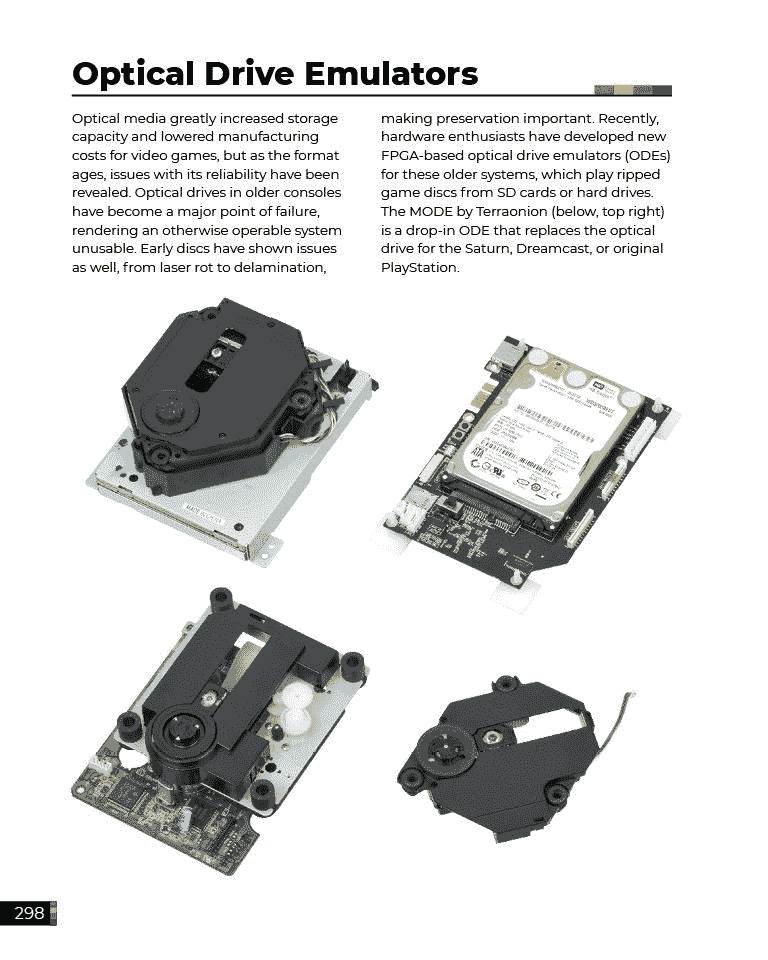 Optical Drive Emulators
Optical media greatly increased storage
capacity and lowered manufacturing
costs for video games, but as the format
ages, issues with its reliability have been
revealed. Optical drives in older consoles
have become a major point of failure,
rendering an otherwise operable system
unusable. Early discs have shown issues
as well, from laser rot to delamination,
making preservation important. Recently,
hardware enthusiasts have developed new
FPGA-based optical drive emulators (ODEs)
for these older systems, which play ripped
game discs from SD cards or hard drives.
The MODE by Terraonion (below, top right)
is a drop-in ODE that replaces the optical
drive for the Saturn, Dreamcast, or original
PlayStation.
WD
SATA
298